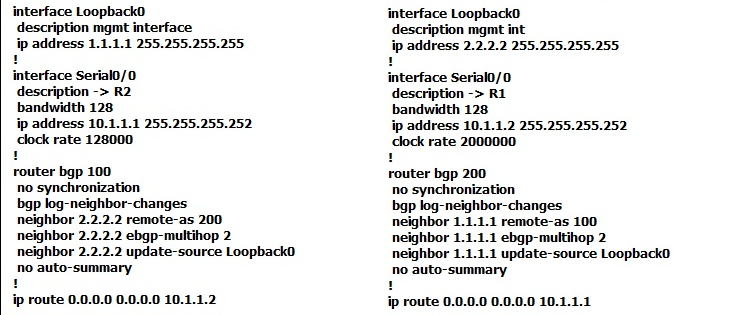 interface Loopback0
description mgmt interface
ip address 1.1.1.1 255.255.255.255
!
interface Serial0/0
description -> R2
bandwidth 128
ip address 10.1.1.1 255.255.255.252
clock rate 128000
!
router bgp 100
no synchronization
bgp log-neighbor-changes
neighbor 2.2.2.2 remote-as 200
neighbor 2.2.2.2 ebgp-multihop 2
neighbor 2.2.2.2 update-source Loopback0
no auto-summary
!
ip route 0.0.0.0 0.0.0.0 10.1.1.2
interface Loopback0
description mgmt int
ip address 2.2.2.2 255.255.255.255
!
interface Serial0/0
description -> R1
bandwidth 128
ip address 10.1.1.2 255.255.255.252
clock rate 2000000
!
router bgp 200
no synchronization
bgp log-neighbor-changes
neighbor 1.1.1.1 remote-as 100
neighbor 1.1.1.1 ebgp-multihop 2
neighbor 1.1.1.1 update-source Loopback0
no auto-summary
!
ip route 0.0.0.0 0.0.0.0 10.1.1.1